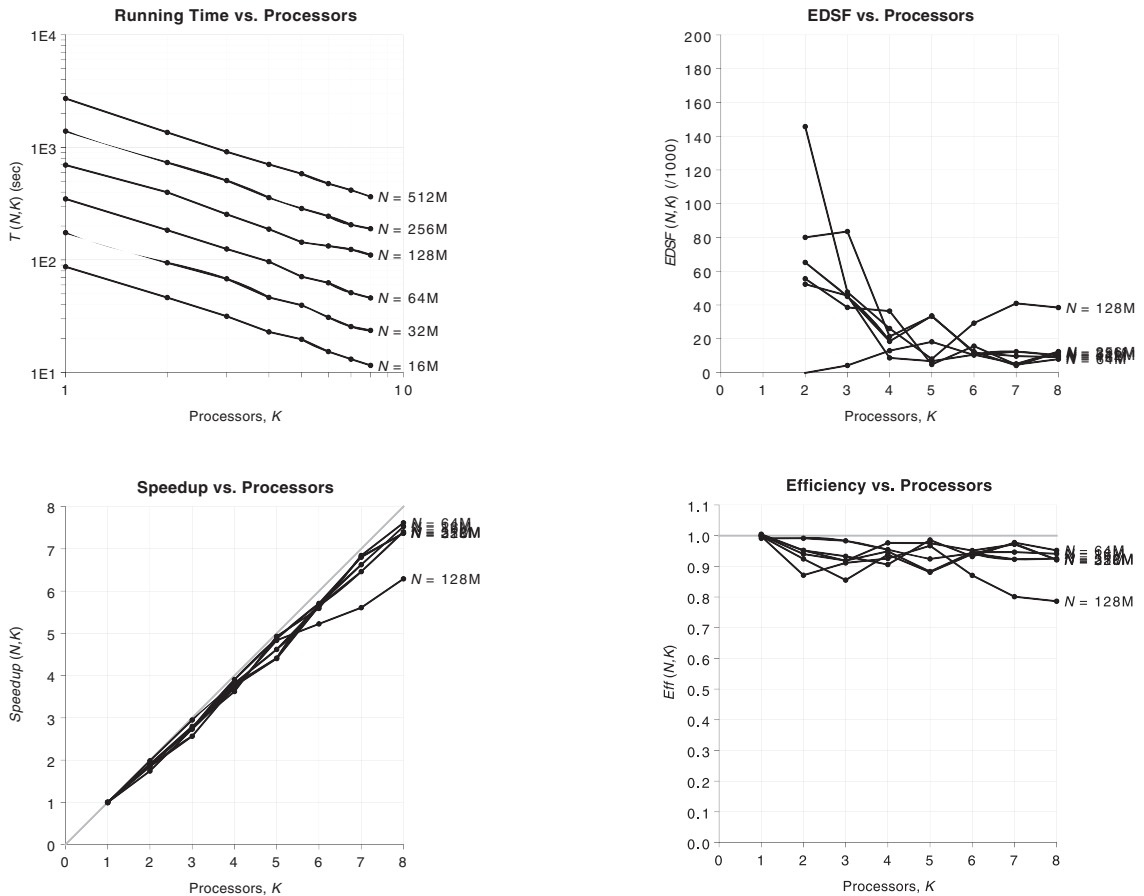 Running Time vs. Processors
1E4
1E3
1E2
1E1
1
10
T (N,K) (sec)
N = 512M
N = 256M
N = 128M
N = 64M
N = 32M
N = 16M
Processors, K
EDSF vs. Processors
200
180
160
140
120
100
80
60
40
20
0
0 1 2 3 4 5 6 7 8
EDSF (N,K) (/1000)
N = 128M
Processors, K
Speedup vs. Processors
8
7
6
5
4
3
2
1
0
0 1 2 3 4 5 6 7 8
Speedup (N,K)
N = 64M
N = 128M
Processors, K
Efficiency vs. Processors
1.1
1.0
0.9
0.8
0.7
0.6
0.5
0.4
0.3
0.2
0.1
0.0
0 1 2 3 4 5 6 7 8
Eff (N,K)
N = 64M
N = 128M
Processors, K